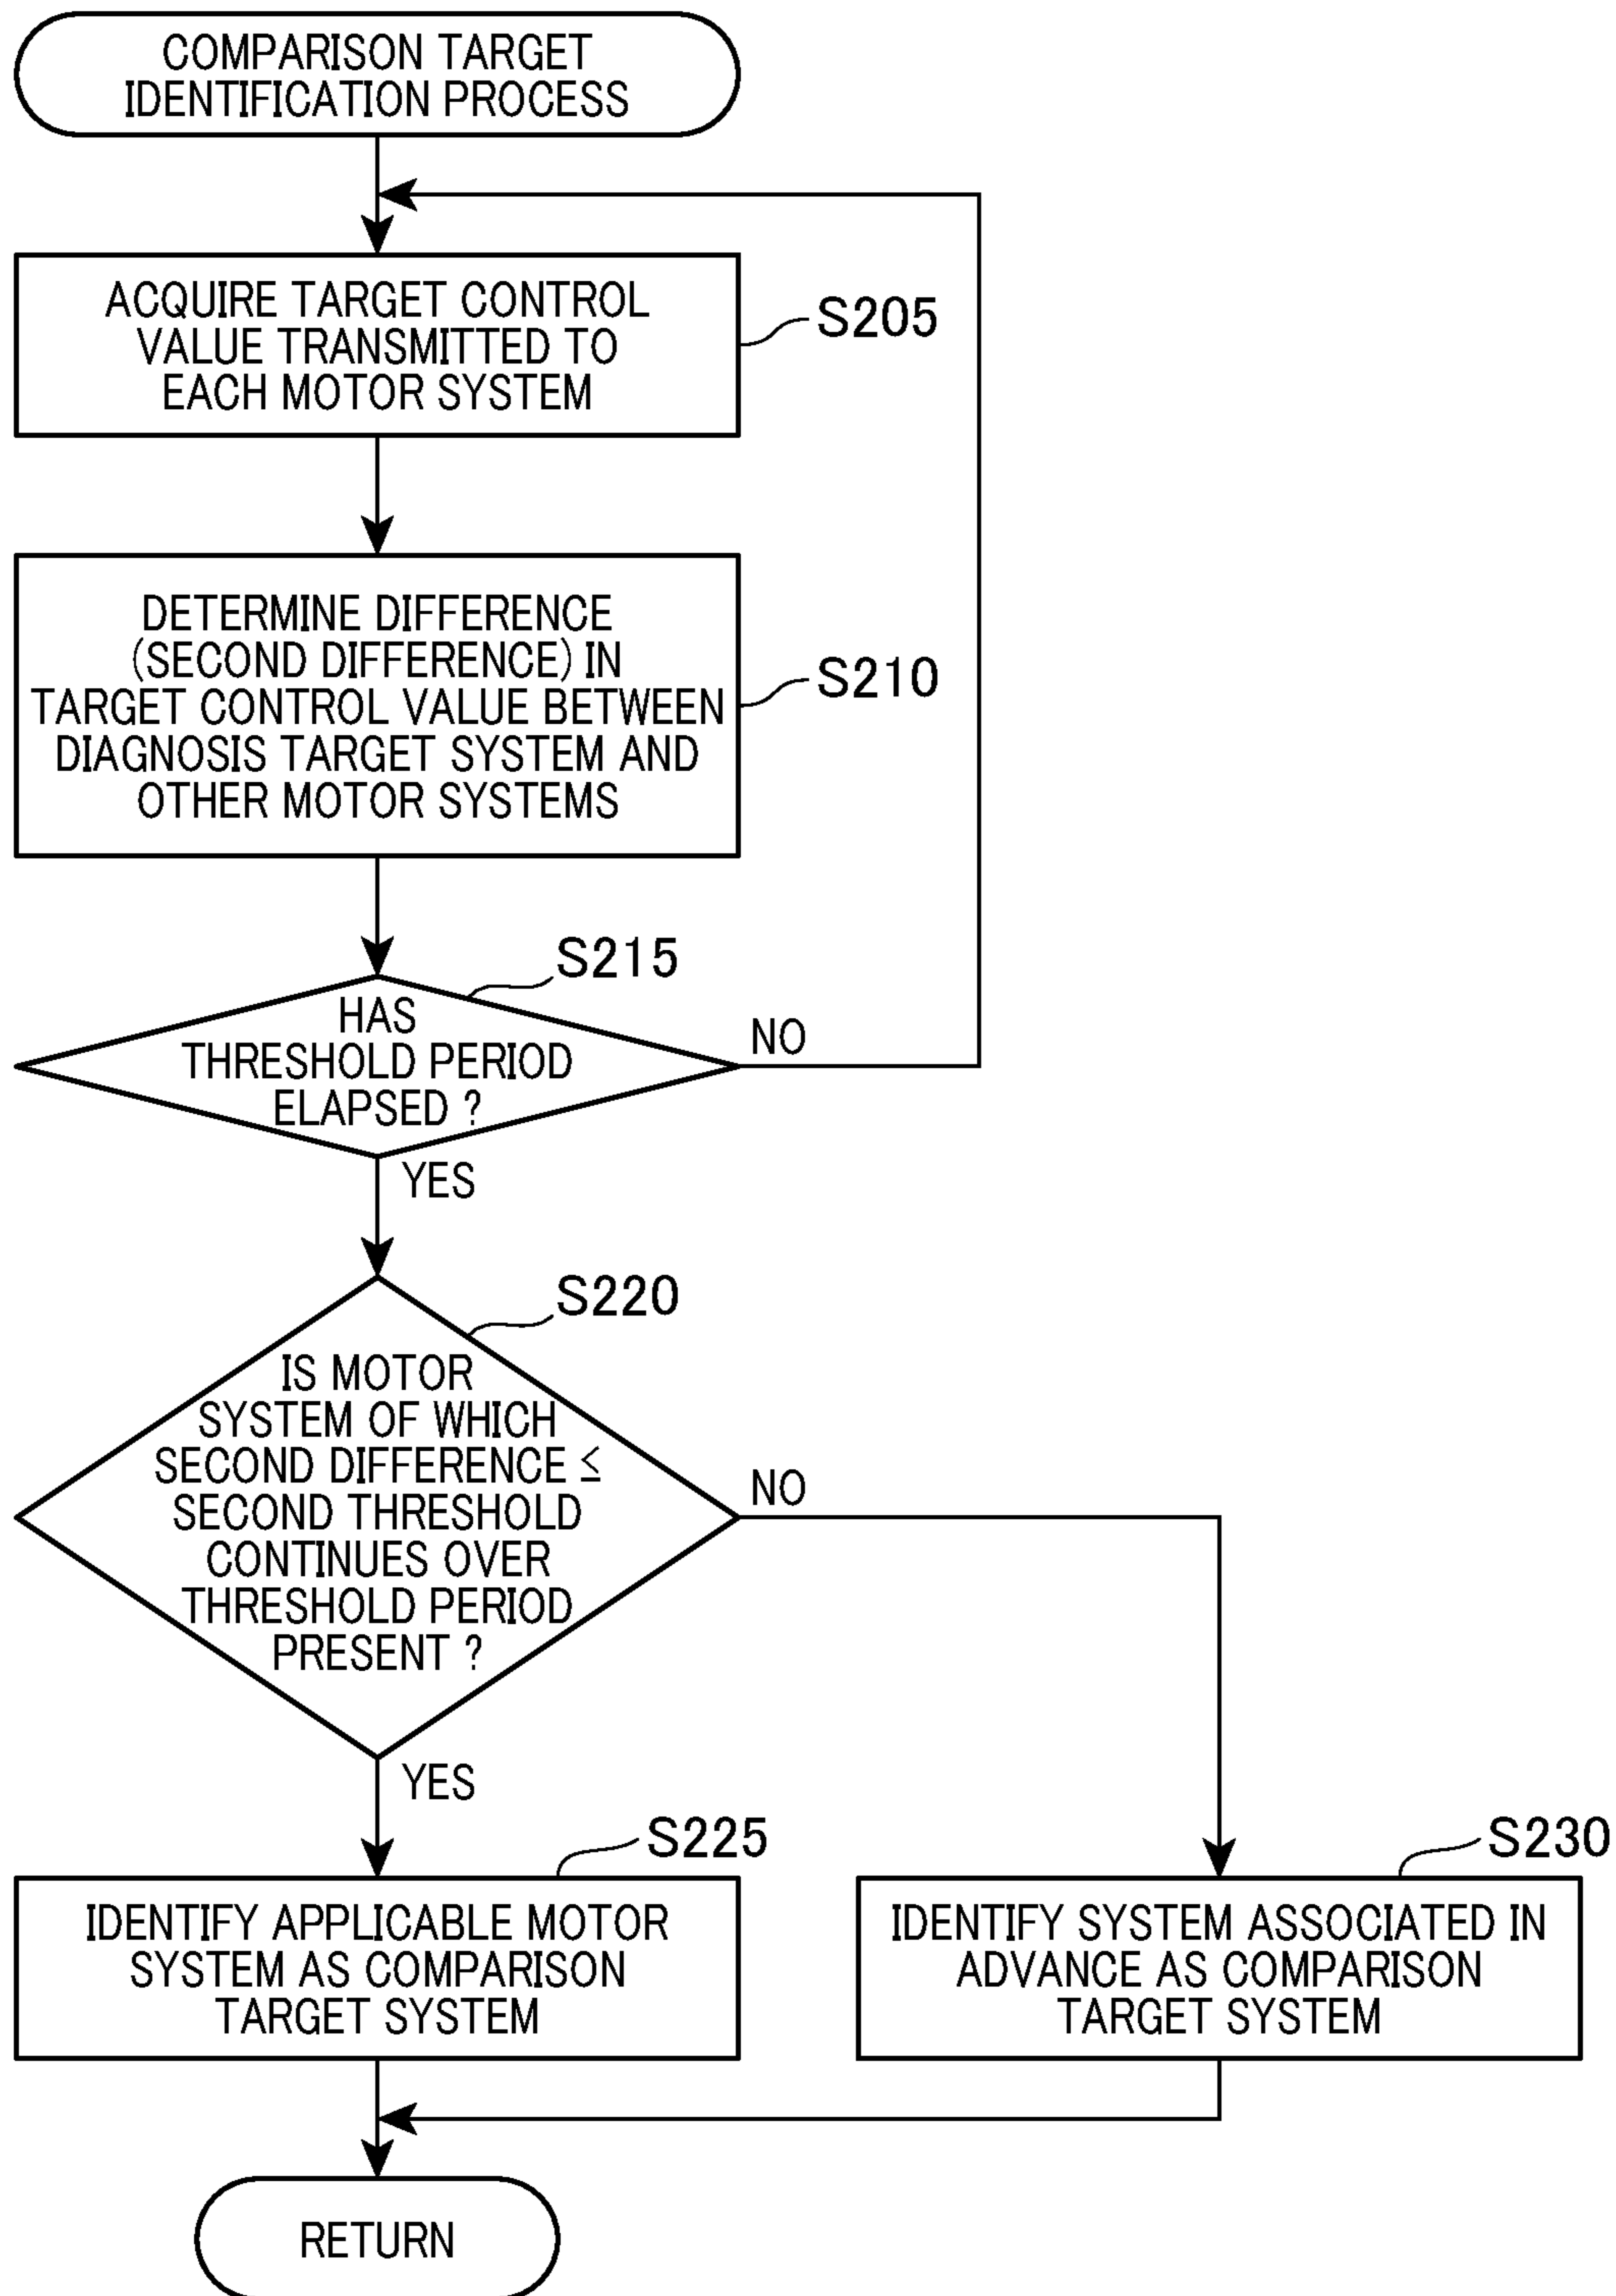 COMPARISON TARGET
IDENTIFICATION PROCESS
ACQUIRE TARGET CONTROL
VALUE TRANSMITTED TO
EACH MOTOR SYSTEM
S205
DETERMINE DIFFERENCE
(SECOND DIFFERENCE) IN
TARGET CONTROL VALUE BETWEEN
DIAGNOSIS TARGET SYSTEM AND
OTHER MOTOR SYSTEMS
S210
S215
HAS
THRESHOLD PERIOD
ELAPSED ?
NO
YES
S220
IS MOTOR
SYSTEM OF WHICH
SECOND DIFFERENCE ≤
SECOND THRESHOLD
CONTINUES OVER
THRESHOLD PERIOD
PRESENT ?
NO
YES
S225
IDENTIFY APPLICABLE MOTOR
SYSTEM AS COMPARISON
TARGET SYSTEM
S230
IDENTIFY SYSTEM ASSOCIATED IN
ADVANCE AS COMPARISON
TARGET SYSTEM
RETURN